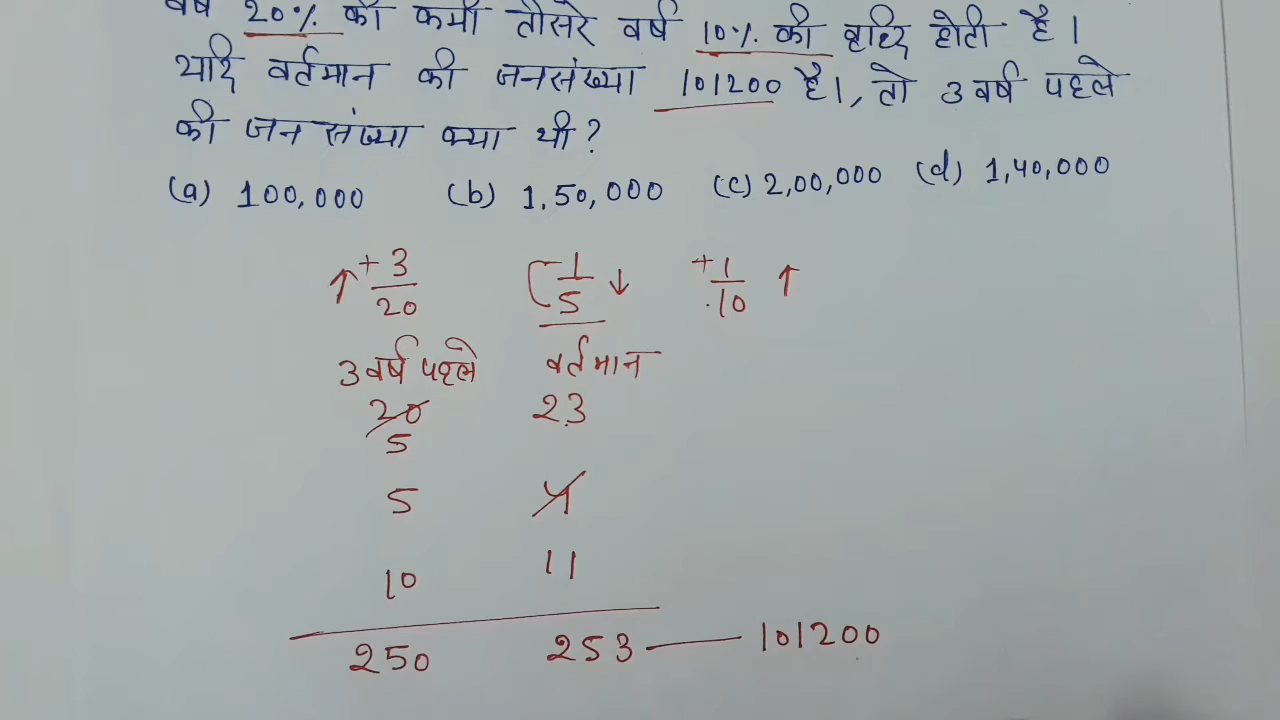 वर्ष 20% की कमी तीसरे वर्ष 10% की वृद्धि होती है।
यदि वर्तमान की जनसंख्या 101200 है।, तो 3 वर्ष पहले
की जनसंख्या क्या थी?
(a) 100,000 (b) 1,50,000 (c) 2,00,000 (d) 1,40,000
↑ +3/20 1/5 ↓ +1/10 ↑
3 वर्ष पहले वर्तमान
20 23
5
5 4
10 11
250 253 — 101200